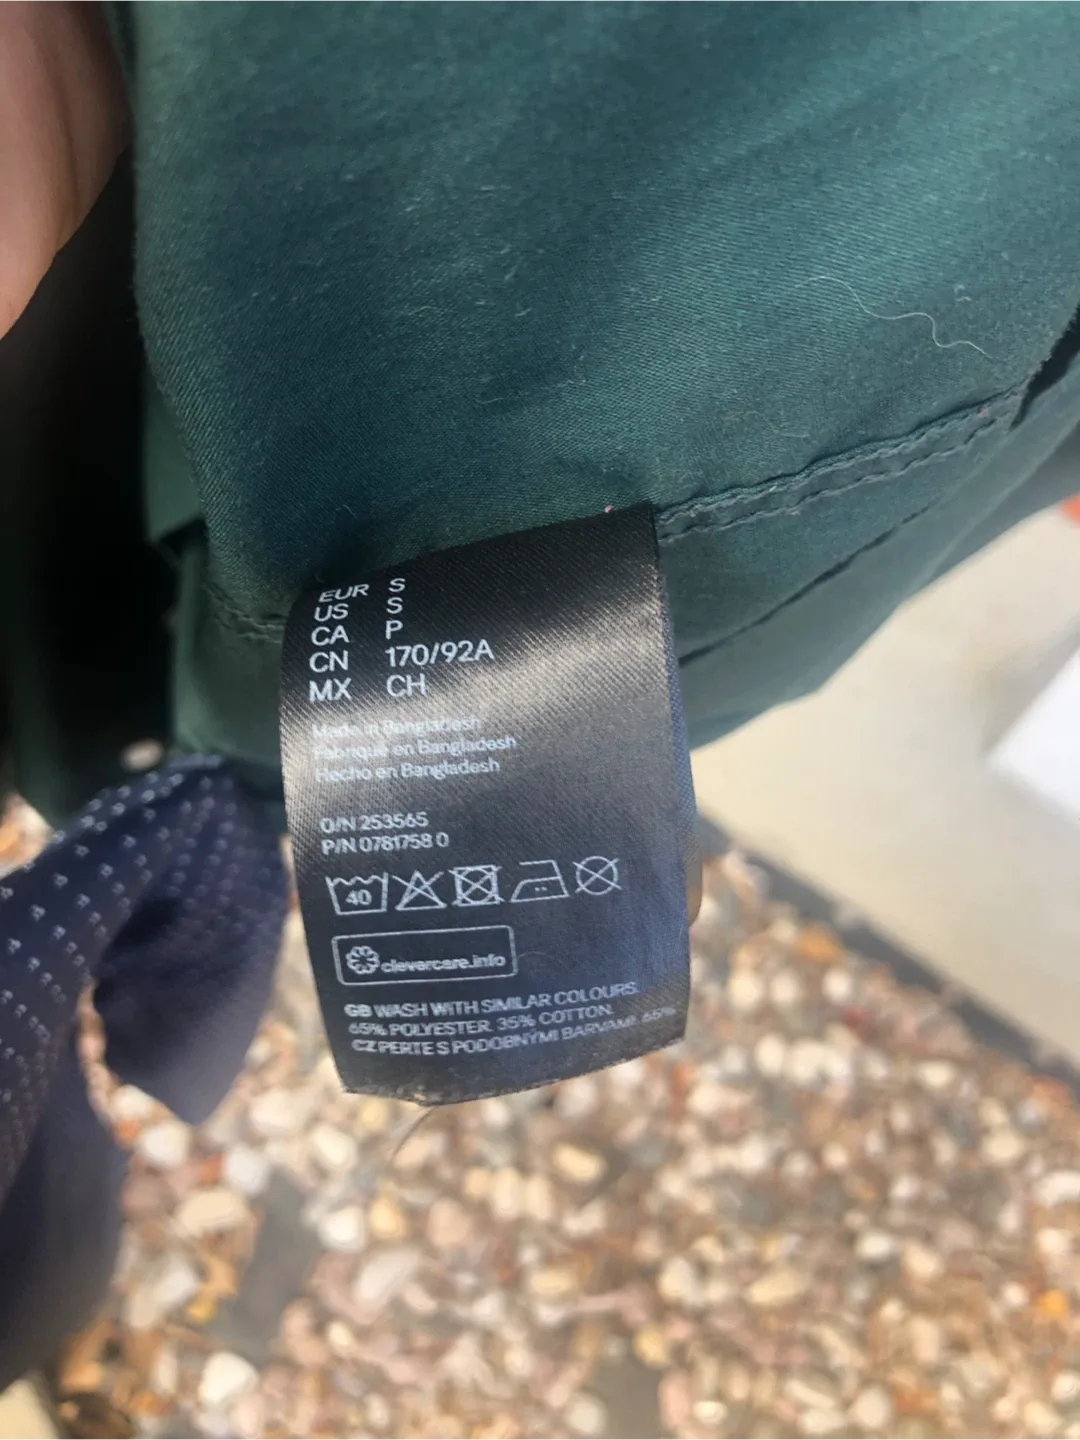 EUR S
US S
CA P
CN 170/92A
MX CH
Made in Bangladesh
Fabriqué en Bangladesh
Hecho en Bangladesh
O/N 253565
P/N 0781758 0
40
clevercare.info
GB WASH WITH SIMILAR COLOURS.
65% POLYESTER. 35% COTTON.
CZ PERTE S PODOBNÝMI BARVAMI. 65%